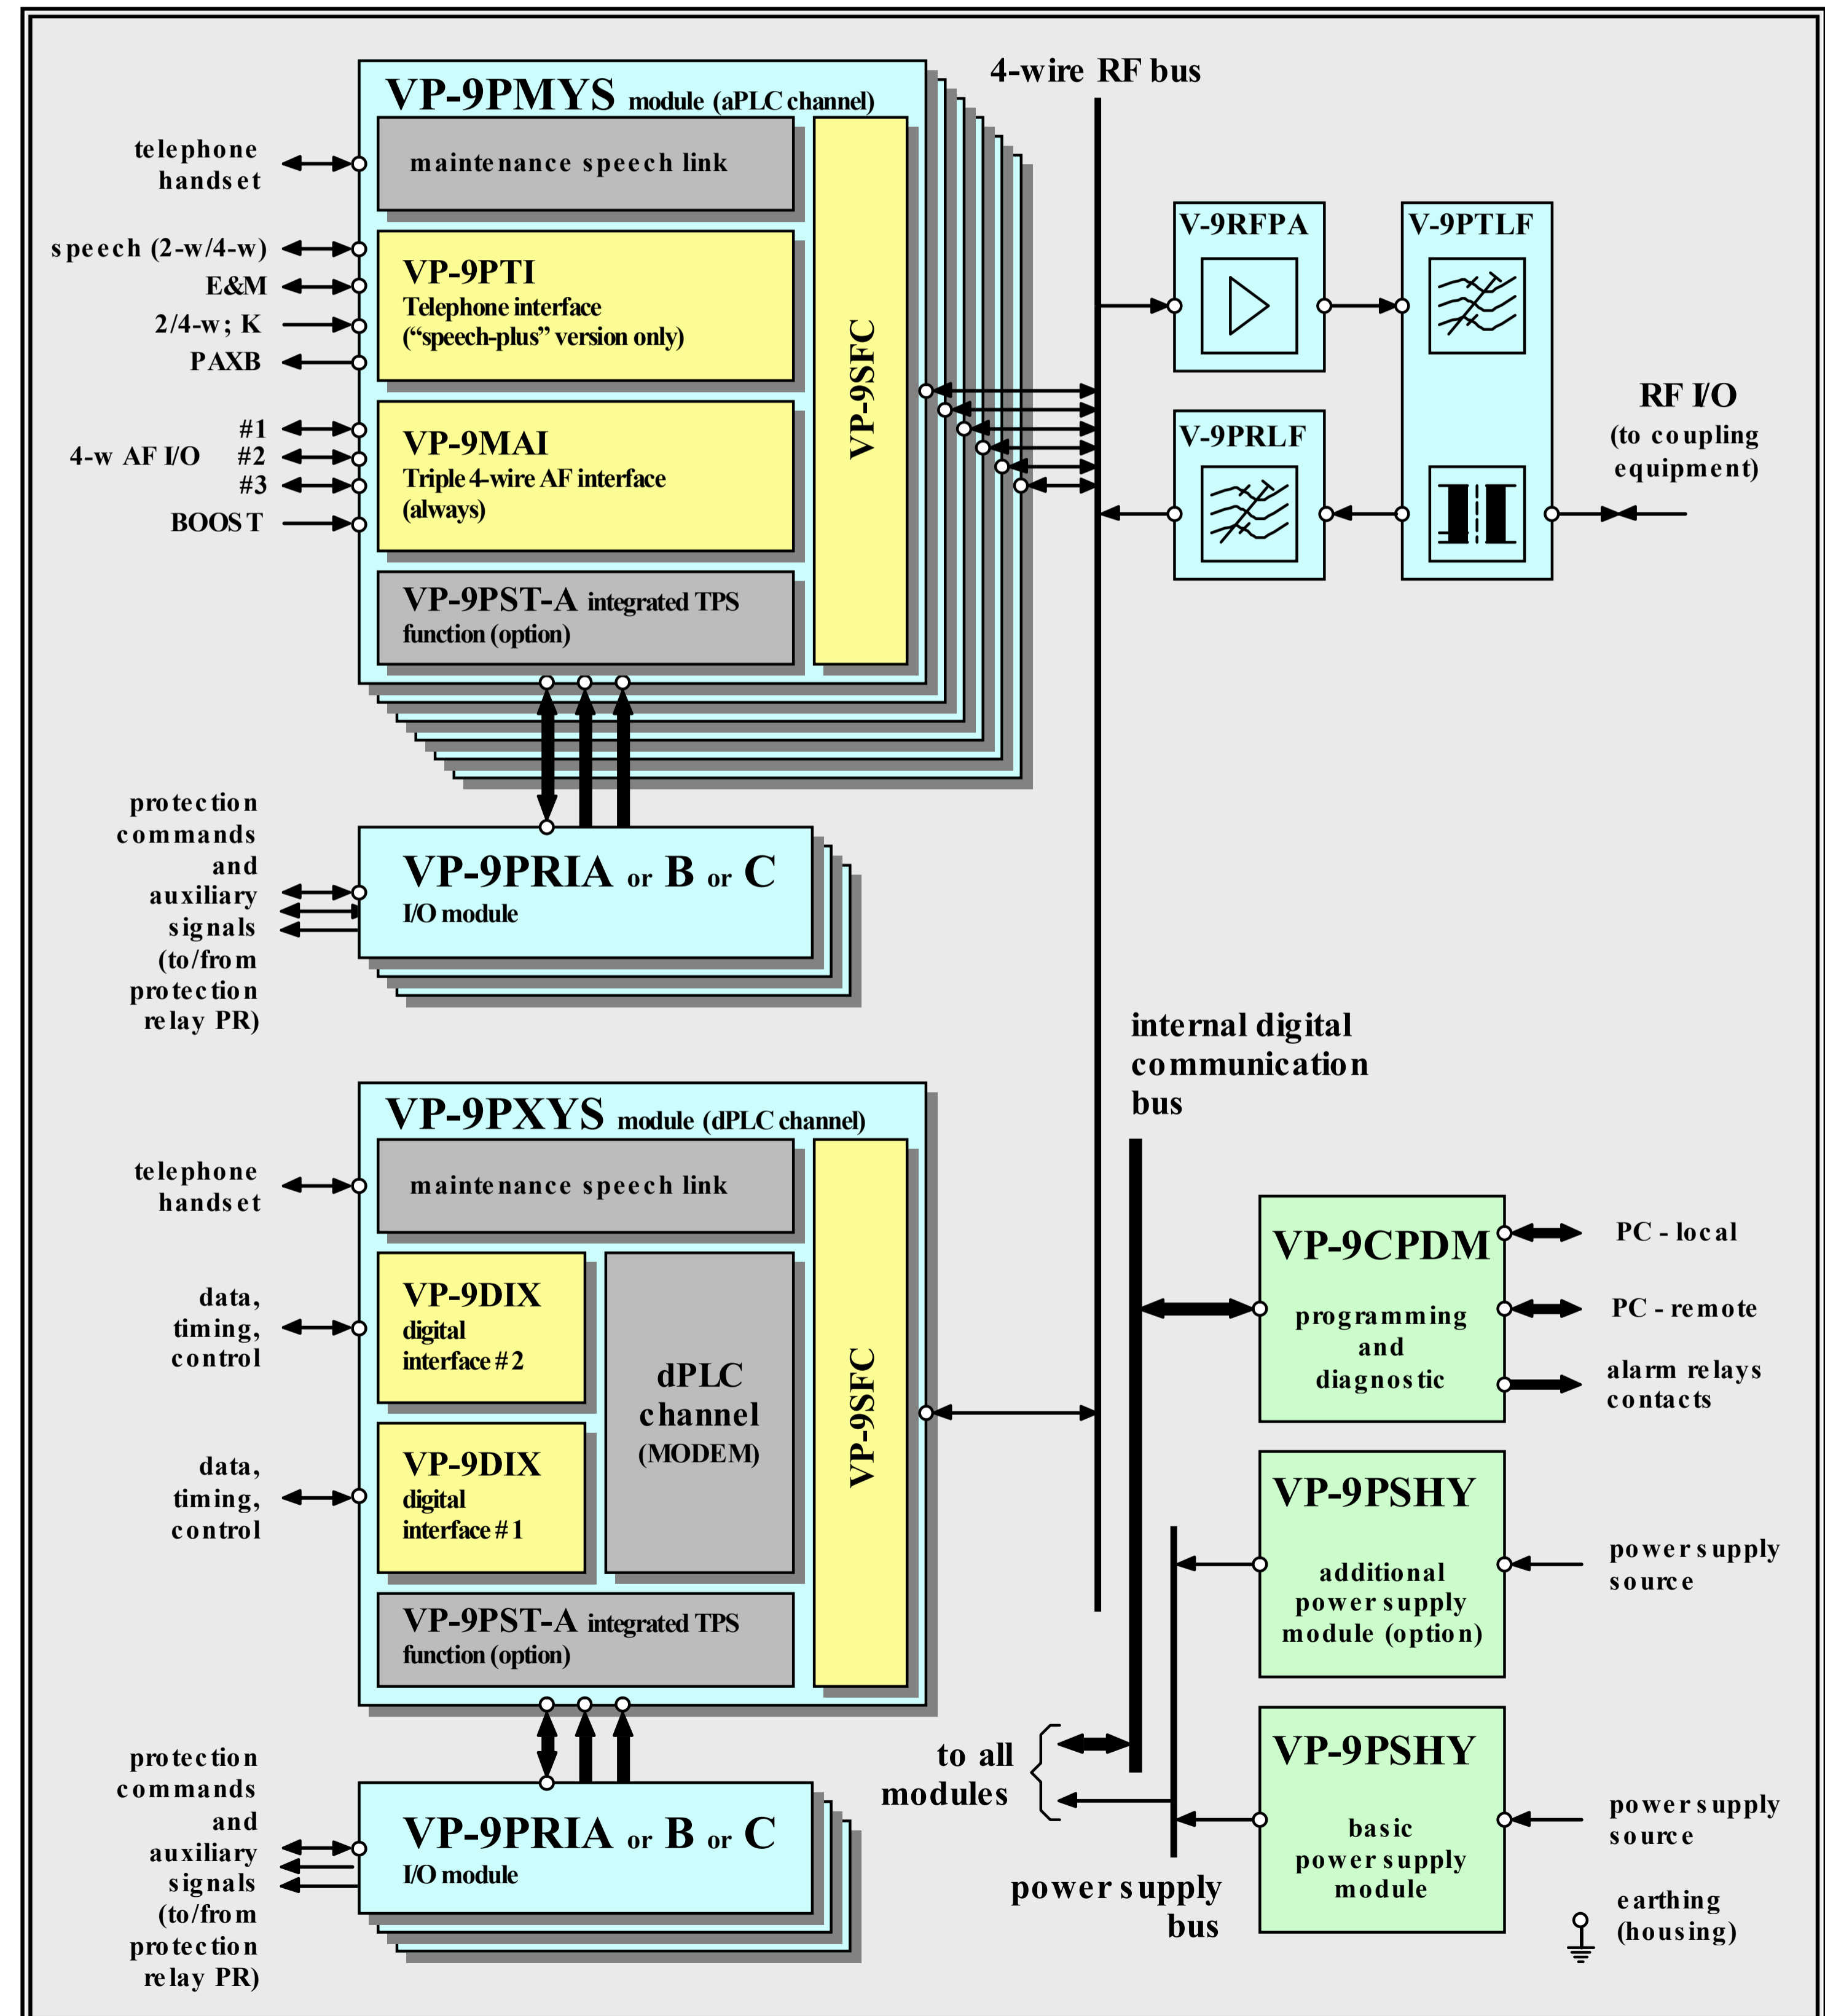 VP-9PMYS module (aPLC channel)
4-wire RF bus
telephone
handset
maintenance speech link
speech (2-w/4-w)
E&M
2/4-w; K
PAXB
VP-9PTI
Telephone interface
(“speech-plus” version only)
#1
4-w AF I/O #2
#3
BOOST
VP-9MAI
Triple 4-wire AF interface
(always)
VP-9PST-A integrated TPS
function (option)
VP-9SFC
V-9RFPA
V-9PTLF
V-9PRLF
RF I/O
(to coupling
equipment)
protection
commands
and
auxiliary
signals
(to/from
protection
relay PR)
VP-9PRIA or B or C
I/O module
internal digital
communication
bus
VP-9PXYS module (dPLC channel)
telephone
handset
maintenance speech link
data,
timing,
control
VP-9DIX
digital
interface #2
data,
timing,
control
VP-9DIX
digital
interface #1
dPLC
channel
(MODEM)
VP-9SFC
VP-9PST-A integrated TPS
function (option)
VP-9CPDM
programming
and
diagnostic
PC - local
PC - remote
alarm relays
contacts
VP-9PSHY
additional
power supply
module (option)
power supply
source
VP-9PSHY
basic
power supply
module
power supply
source
to all
modules
power supply
bus
earthing
(housing)
protection
commands
and
auxiliary
signals
(to/from
protection
relay PR)
VP-9PRIA or B or C
I/O module